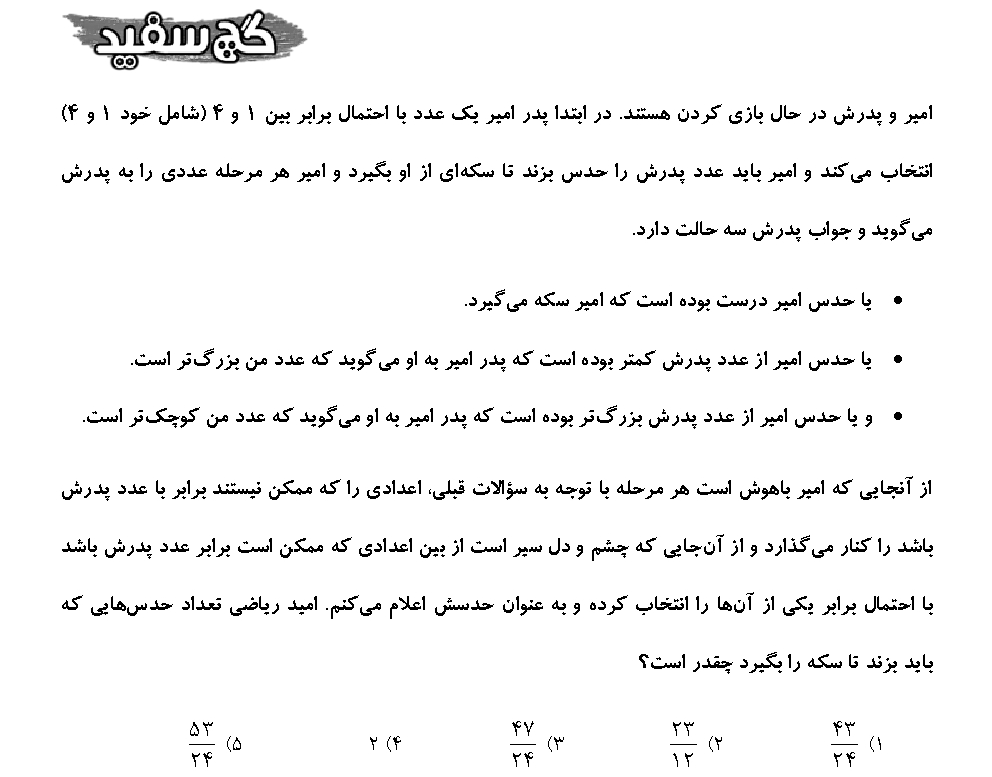 گچ سفید
امیر و پدرش در حال بازی کردن هستند. در ابتدا پدر امیر یک عدد با احتمال برابر بین ۱ و ۴ (شامل خود ۱ و ۴)
انتخاب می‌کند و امیر باید عدد پدرش را حدس بزند تا سکه‌ای از او بگیرد و امیر هر مرحله عددی را به پدرش
می‌گوید و جواب پدرش سه حالت دارد.
• یا حدس امیر درست بوده است که امیر سکه می‌گیرد.
• یا حدس امیر از عدد پدرش کمتر بوده است که پدر امیر به او می‌گوید که عدد من بزرگ‌تر است.
• و یا حدس امیر از عدد پدرش بزرگ‌تر بوده است که پدر امیر به او می‌گوید که عدد من کوچک‌تر است.
از آنجایی که امیر باهوش است هر مرحله با توجه به سؤالات قبلی، اعدادی را که ممکن نیستند برابر با عدد پدرش
باشد را کنار می‌گذارد و از آن‌جایی که چشم و دل سیر است از بین اعدادی که ممکن است برابر عدد پدرش باشد
با احتمال برابر یکی از آن‌ها را انتخاب کرده و به عنوان حدسش اعلام می‌کنم. امید ریاضی تعداد حدس‌هایی که
باید بزند تا سکه را بگیرد چقدر است؟
۱) ۴۳/۲۴ ۲) ۲۳/۱۲ ۳) ۴۷/۲۴ ۴) ۲ ۵) ۵۳/۲۴